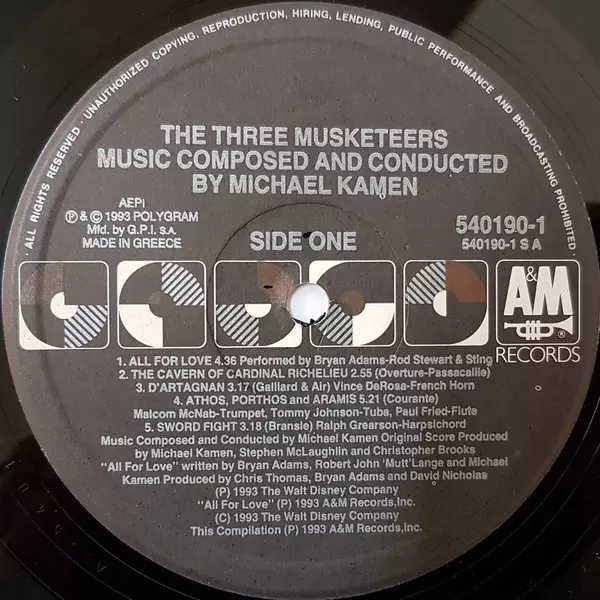 · ALL RIGHTS RESERVED · UNAUTHORIZED COPYING, REPRODUCTION, HIRING, LENDING, PUBLIC PERFORMANCE AND BROADCASTING PROHIBITED ·
THE THREE MUSKETEERS
MUSIC COMPOSED AND CONDUCTED
BY MICHAEL KAMEN
AEPI
℗ & © 1993 POLYGRAM
Mfd. by G.P.I. s.A.
MADE IN GREECE
SIDE ONE
540190-1
540190-1 S A
A&M
®
RECORDS
1. ALL FOR LOVE 4.36 Performed by Bryan Adams-Rod Stewart & Sting
2. THE CAVERN OF CARDINAL RICHELIEU 2.55 (Overture-Passacaille)
3. D'ARTAGNAN 3.17 (Galliard & Air) Vince DeRosa-French Horn
4. ATHOS, PORTHOS and ARAMIS 5.21 (Courante)
Malcom McNab-Trumpet, Tommy Johnson-Tuba, Paul Fried-Flute
5. SWORD FIGHT 3.18 (Bransle) Ralph Grearson-Harpsichord
Music Composed and Conducted by Michael Kamen Original Score Produced
by Michael Kamen, Stephen McLaughlin and Christopher Brooks
"All For Love" written by Bryan Adams, Robert John 'Mutt' Lange and Michael
Kamen Produced by Chris Thomas, Bryan Adams and David Nicholas
(P) 1993 The Walt Disney Company
"All For Love" (P) 1993 A&M Records,Inc.
(C) 1993 The Walt Disney Company
This Compilation (P) 1993 A&M Records,Inc.